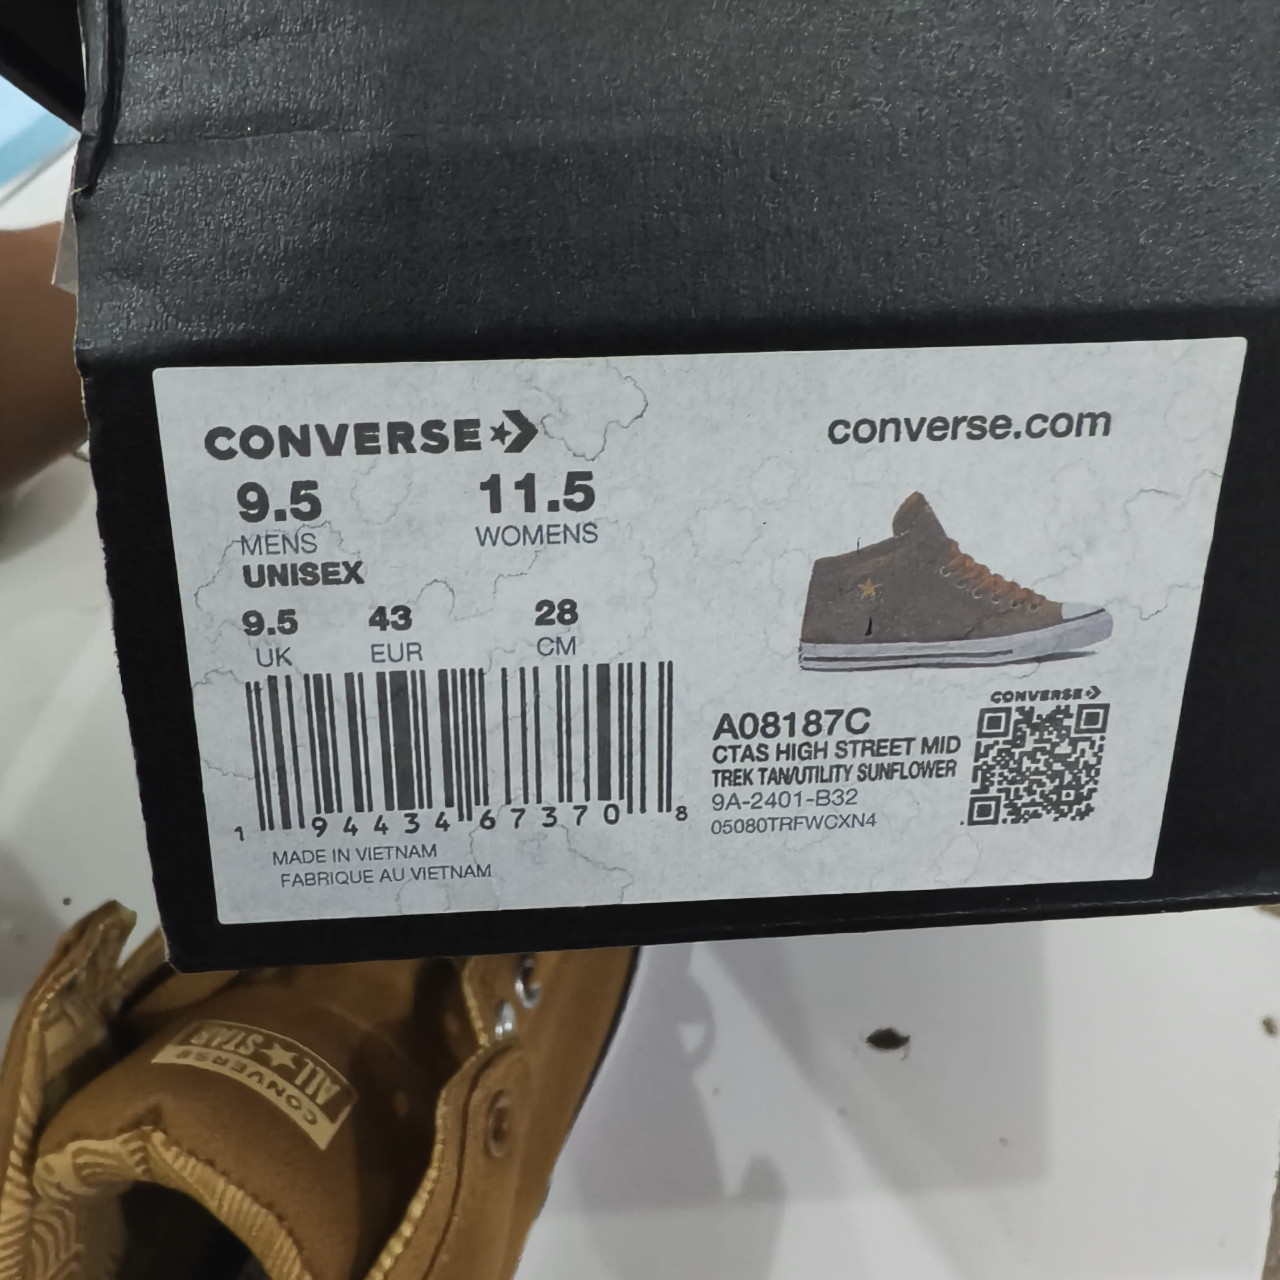 CONVERSE
converse.com
9.5 11.5
MENS WOMENS
UNISEX
9.5 43 28
UK EUR CM
1 94434 67370 8
MADE IN VIETNAM
FABRIQUE AU VIETNAM
CONVERSE
A08187C
CTAS HIGH STREET MID
TREK TAN/UTILITY SUNFLOWER
9A-2401-B32
05080TRFWCXN4
CONVERSE
ALL STAR